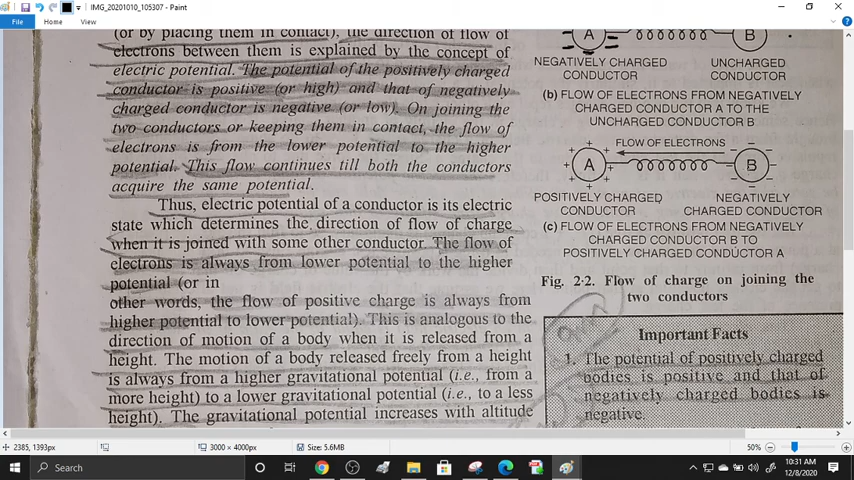 IMG_20201010_105307 - Paint
File
Home
View
(or by placing them in contact), the direction of flow of
electrons between them is explained by the concept of
electric potential. The potential of the positively charged
conductor is positive (or high) and that of negatively
charged conductor is negative (or low). On joining the
two conductors or keeping them in contact, the flow of
electrons is from the lower potential to the higher
potential. This flow continues till both the conductors
acquire the same potential.
Thus, electric potential of a conductor is its electric
state which determines the direction of flow of charge
when it is joined with some other conductor. The flow of
electrons is always from lower potential to the higher
potential (or in
other words, the flow of positive charge is always from
higher potential to lower potential). This is analogous to the
direction of motion of a body when it is released from a
height. The motion of a body released freely from a height
is always from a higher gravitational potential (i.e., from a
more height) to a lower gravitational potential (i.e., to a less
height). The gravitational potential increases with altitude
A B
NEGATIVELY CHARGED UNCHARGED
CONDUCTOR CONDUCTOR
(b) FLOW OF ELECTRONS FROM NEGATIVELY
CHARGED CONDUCTOR A TO THE
UNCHARGED CONDUCTOR B
FLOW OF ELECTRONS
A B
POSITIVELY CHARGED NEGATIVELY
CONDUCTOR CHARGED CONDUCTOR
(c) FLOW OF ELECTRONS FROM NEGATIVELY
CHARGED CONDUCTOR B TO
POSITIVELY CHARGED CONDUCTOR A
Fig. 2·2. Flow of charge on joining the
two conductors
Important Facts
1. The potential of positively charged
bodies is positive and that of
negatively charged bodies is
negative.
2385, 1393px
3000 × 4000px
Size: 5.6MB
50%
Search
10:31 AM
12/8/2020